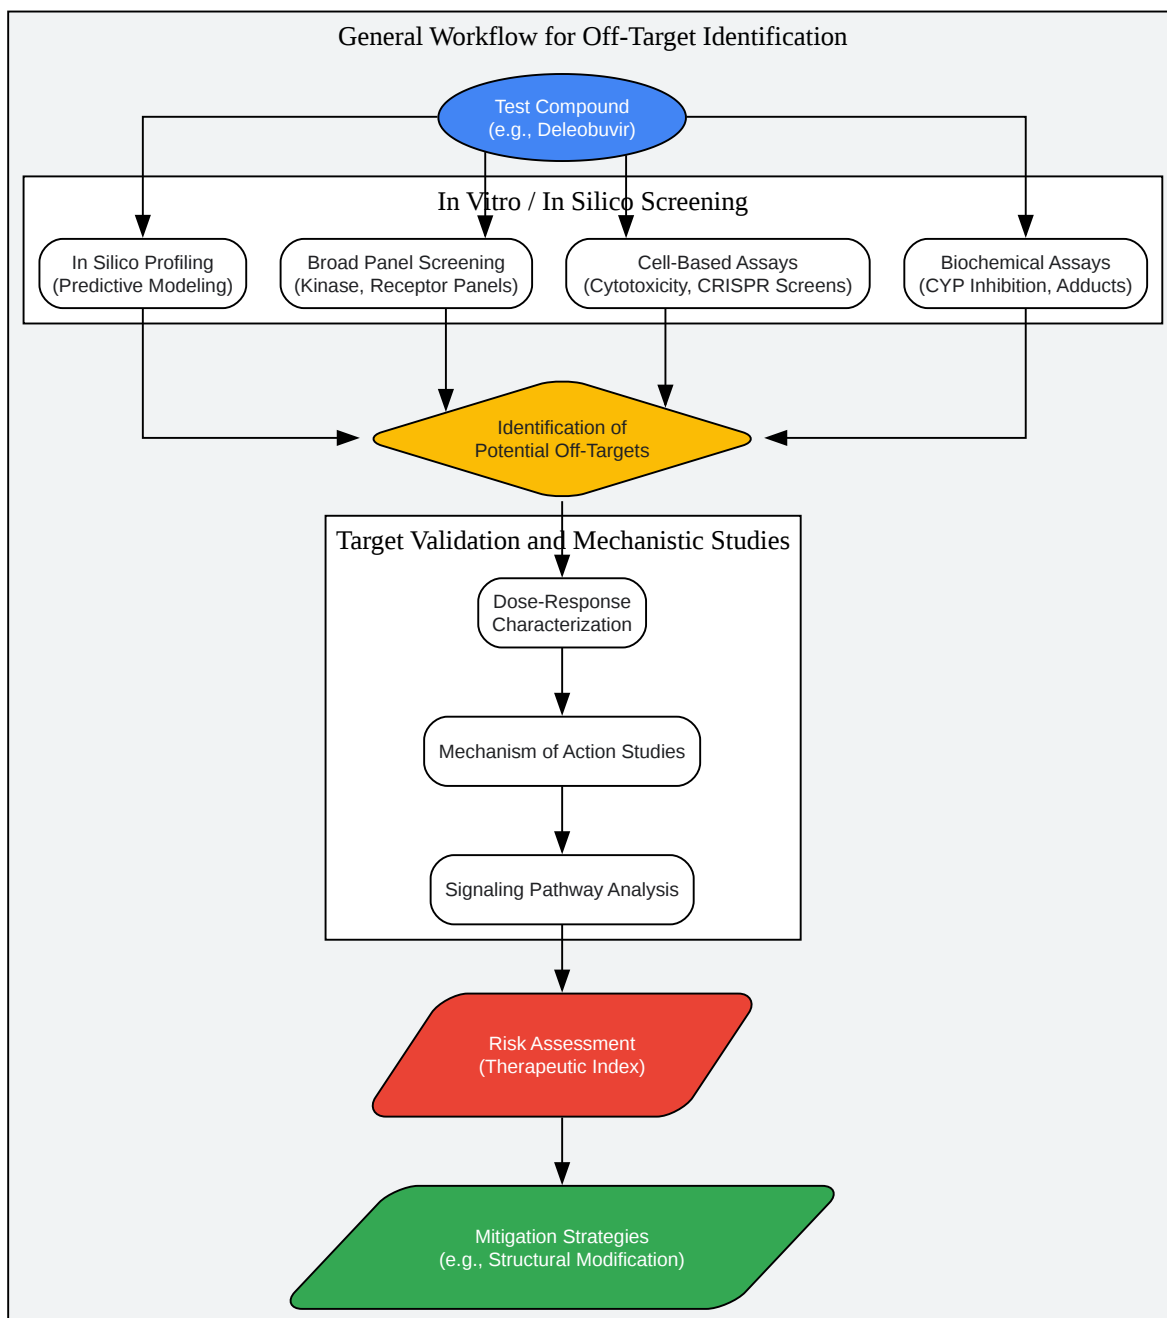 General Workflow for Off-Target Identification
Test Compound
(e.g., Deleobuvir)
In Vitro / In Silico Screening
In Silico Profiling
(Predictive Modeling)
Broad Panel Screening
(Kinase, Receptor Panels)
Cell-Based Assays
(Cytotoxicity, CRISPR Screens)
Biochemical Assays
(CYP Inhibition, Adducts)
Identification of
Potential Off-Targets
Target Validation and Mechanistic Studies
Dose-Response
Characterization
Mechanism of Action Studies
Signaling Pathway Analysis
Risk Assessment
(Therapeutic Index)
Mitigation Strategies
(e.g., Structural Modification)